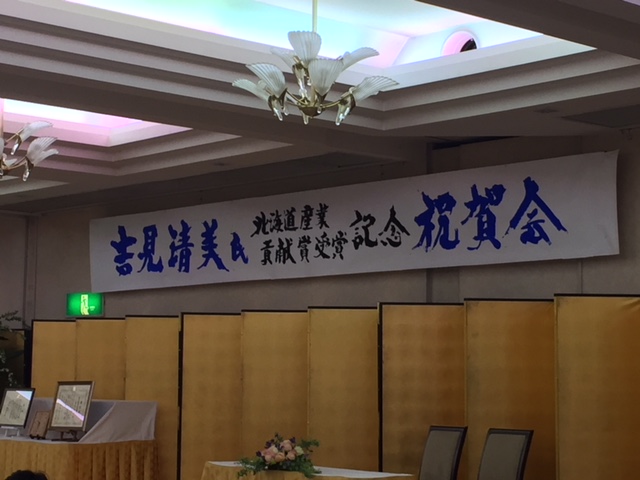 吉見清美氏 北海道産業貢献賞受賞 記念 祝賀会